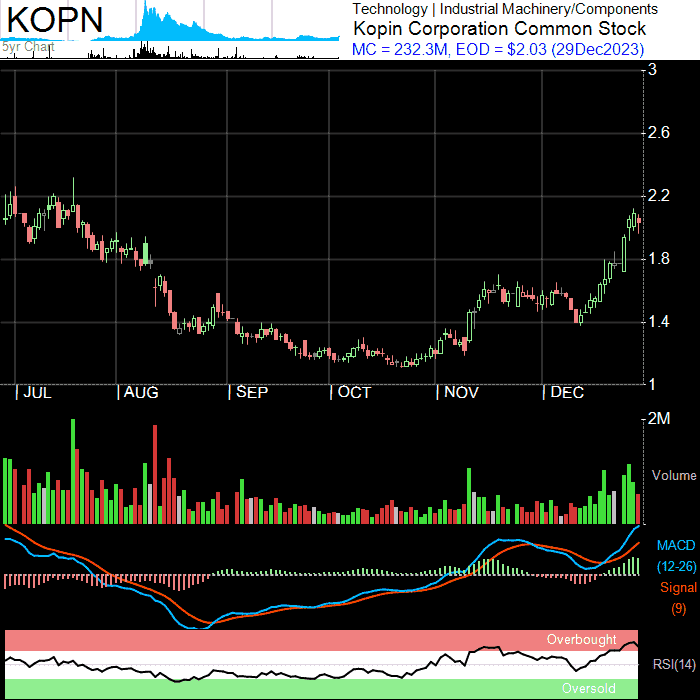 KOPN
5yr Chart
Technology | Industrial Machinery/Components
Kopin Corporation Common Stock
MC = 232.3M, EOD = $2.03 (29Dec2023)
3
2.6
2.2
1.8
1.4
1
JUL AUG SEP OCT NOV DEC
2M
Volume
MACD
(12-26)
Signal
(9)
Overbought
RSI(14)
Oversold